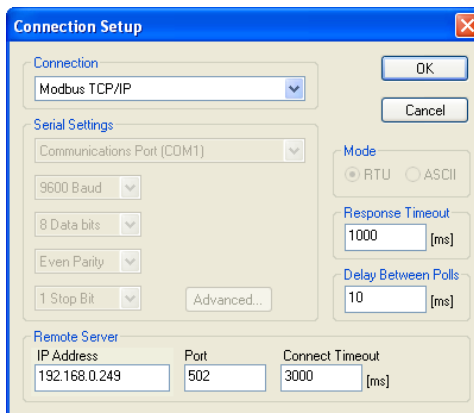 Connection Setup
Connection
Modbus TCP/IP
OK
Cancel
Serial Settings
Communications Port (COM1)
9600 Baud
8 Data bits
Even Parity
1 Stop Bit
Advanced...
Mode
RTU ASCII
Response Timeout
1000 [ms]
Delay Between Polls
10 [ms]
Remote Server
IP Address Port Connect Timeout
192.168.0.249 502 3000 [ms]